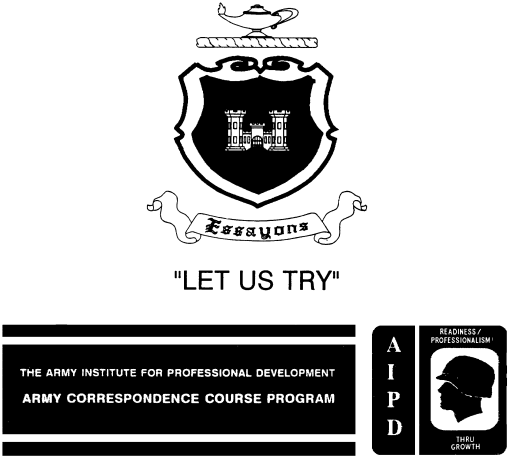 Essayons
"LET US TRY"
THE ARMY INSTITUTE FOR PROFESSIONAL DEVELOPMENT
ARMY CORRESPONDENCE COURSE PROGRAM
A
I
P
D
READINESS/
PROFESSIONALISM
THRU
GROWTH